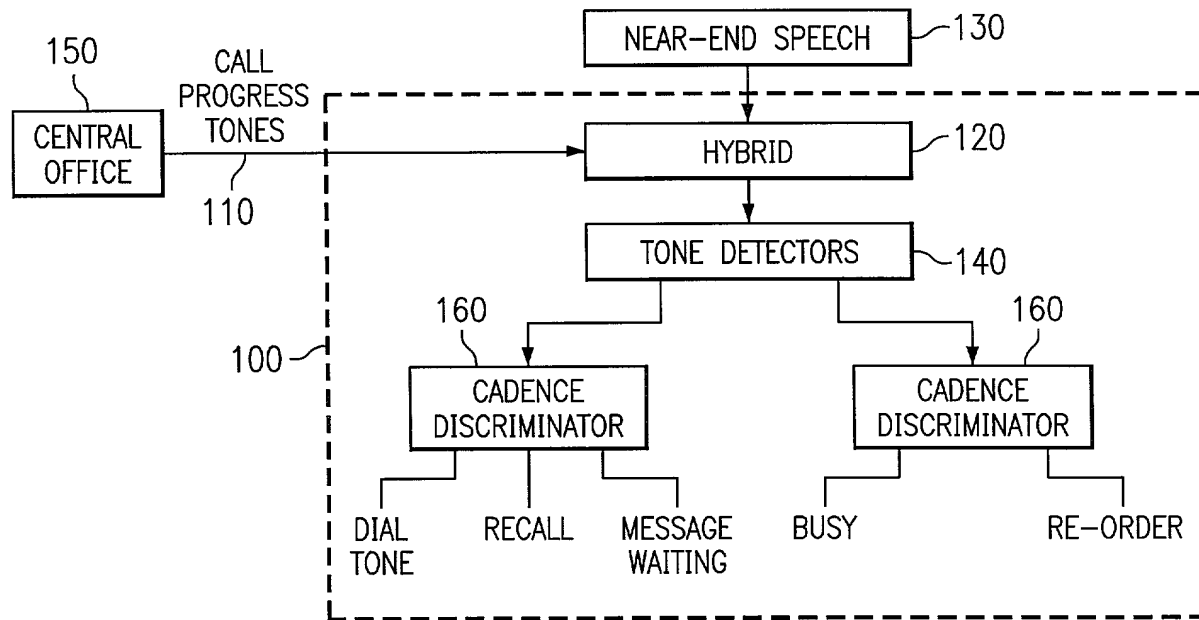 130
NEAR-END SPEECH
150
CALL
PROGRESS
TONES
CENTRAL
OFFICE
110
HYBRID
120
TONE DETECTORS
140
100
160
CADENCE
DISCRIMINATOR
160
CADENCE
DISCRIMINATOR
DIAL
TONE
RECALL
MESSAGE
WAITING
BUSY
RE-ORDER